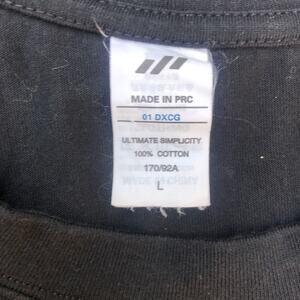 MADE IN PRC
01 DXCG
ULTIMATE SIMPLICITY
100% COTTON
170/92A
L